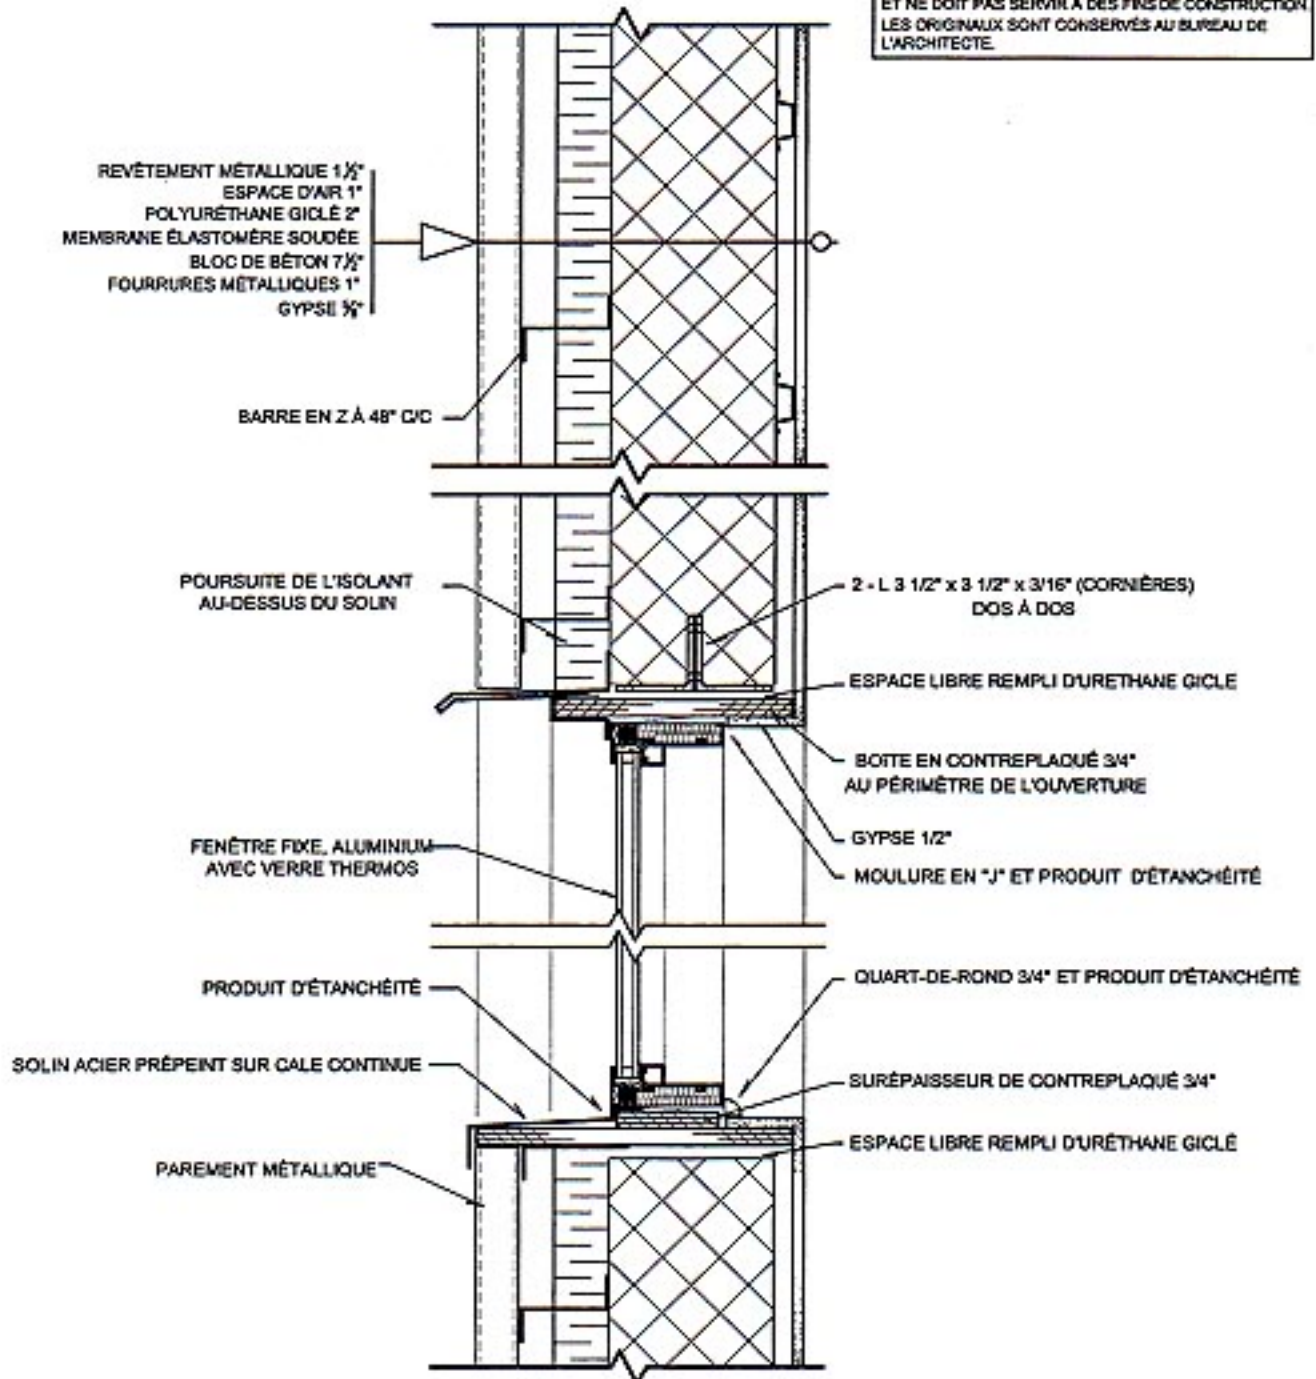 ET NE DOIT PAS SERVIR À DES FINS DE CONSTRUCTION.
LES ORIGINAUX SONT CONSERVÉS AU BUREAU DE
L'ARCHITECTE.
REVÊTEMENT MÉTALLIQUE 1½"
ESPACE D'AIR 1"
POLYURÉTHANE GICLÉ 2"
MEMBRANE ÉLASTOMÈRE SOUDÉE
BLOC DE BÉTON 7½"
FOURRURES MÉTALLIQUES 1"
GYPSE ⅝"
BARRE EN Z À 48" C/C
POURSUITE DE L'ISOLANT
AU-DESSUS DU SOLIN
2 - L 3 1/2" x 3 1/2" x 3/16" (CORNIÈRES)
DOS À DOS
ESPACE LIBRE REMPLI D'URETHANE GICLE
BOÎTE EN CONTREPLAQUÉ 3/4"
AU PÉRIMÈTRE DE L'OUVERTURE
GYPSE 1/2"
MOULURE EN "J" ET PRODUIT D'ÉTANCHÉITÉ
FENÊTRE FIXE, ALUMINIUM
AVEC VERRE THERMOS
PRODUIT D'ÉTANCHÉITÉ
QUART-DE-ROND 3/4" ET PRODUIT D'ÉTANCHÉITÉ
SOLIN ACIER PRÉPEINT SUR CALE CONTINUE
SURÉPAISSEUR DE CONTREPLAQUÉ 3/4"
ESPACE LIBRE REMPLI D'URÉTHANE GICLÉ
PAREMENT MÉTALLIQUE